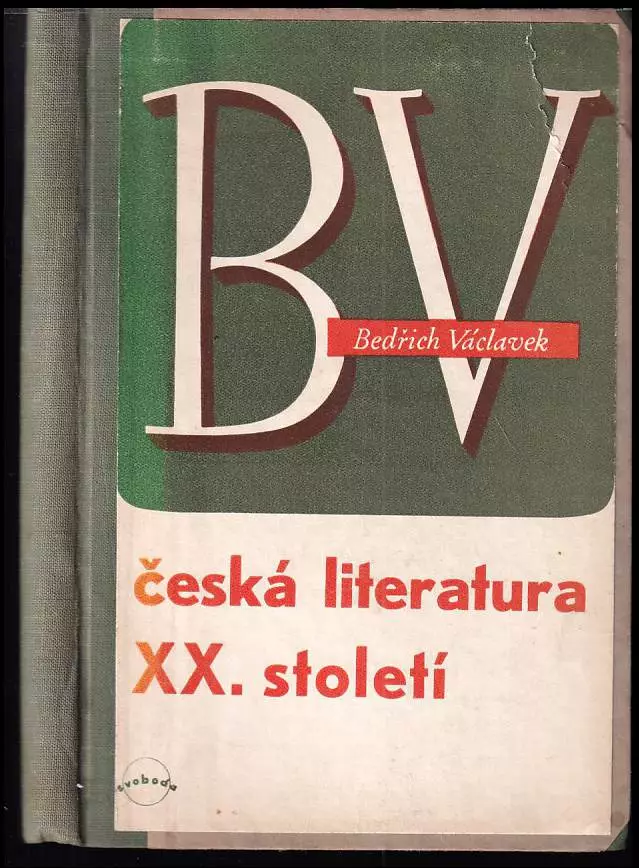 BV
Bedřich Václavek
česká literatura
XX. století
svoboda